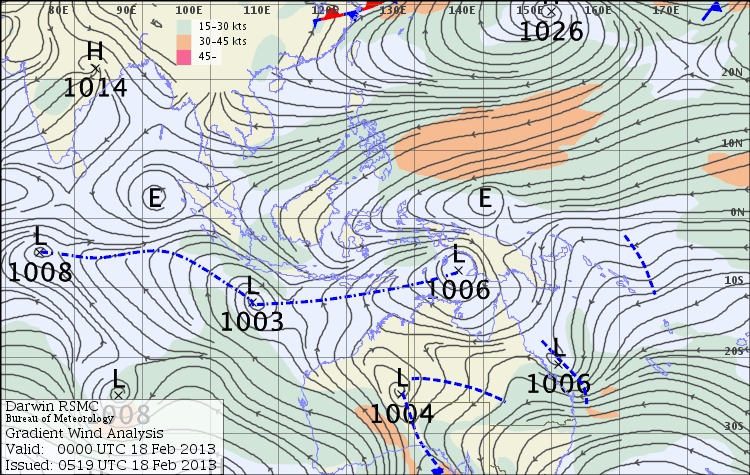 80E 90E 100E 110E 120E 130E 140E 150E 160E 170E
15-30 kts
30-45 kts
45-
H
1026
H
1014
20N
10N
E
E
0N
L
1008
L
1006
L
1003
10S
L
1006
20S
L
L
1004
30S
Darwin RSMC
Bureau of Meteorology
Gradient Wind Analysis
Valid: 0000 UTC 18 Feb 2013
Issued: 0519 UTC 18 Feb 2013